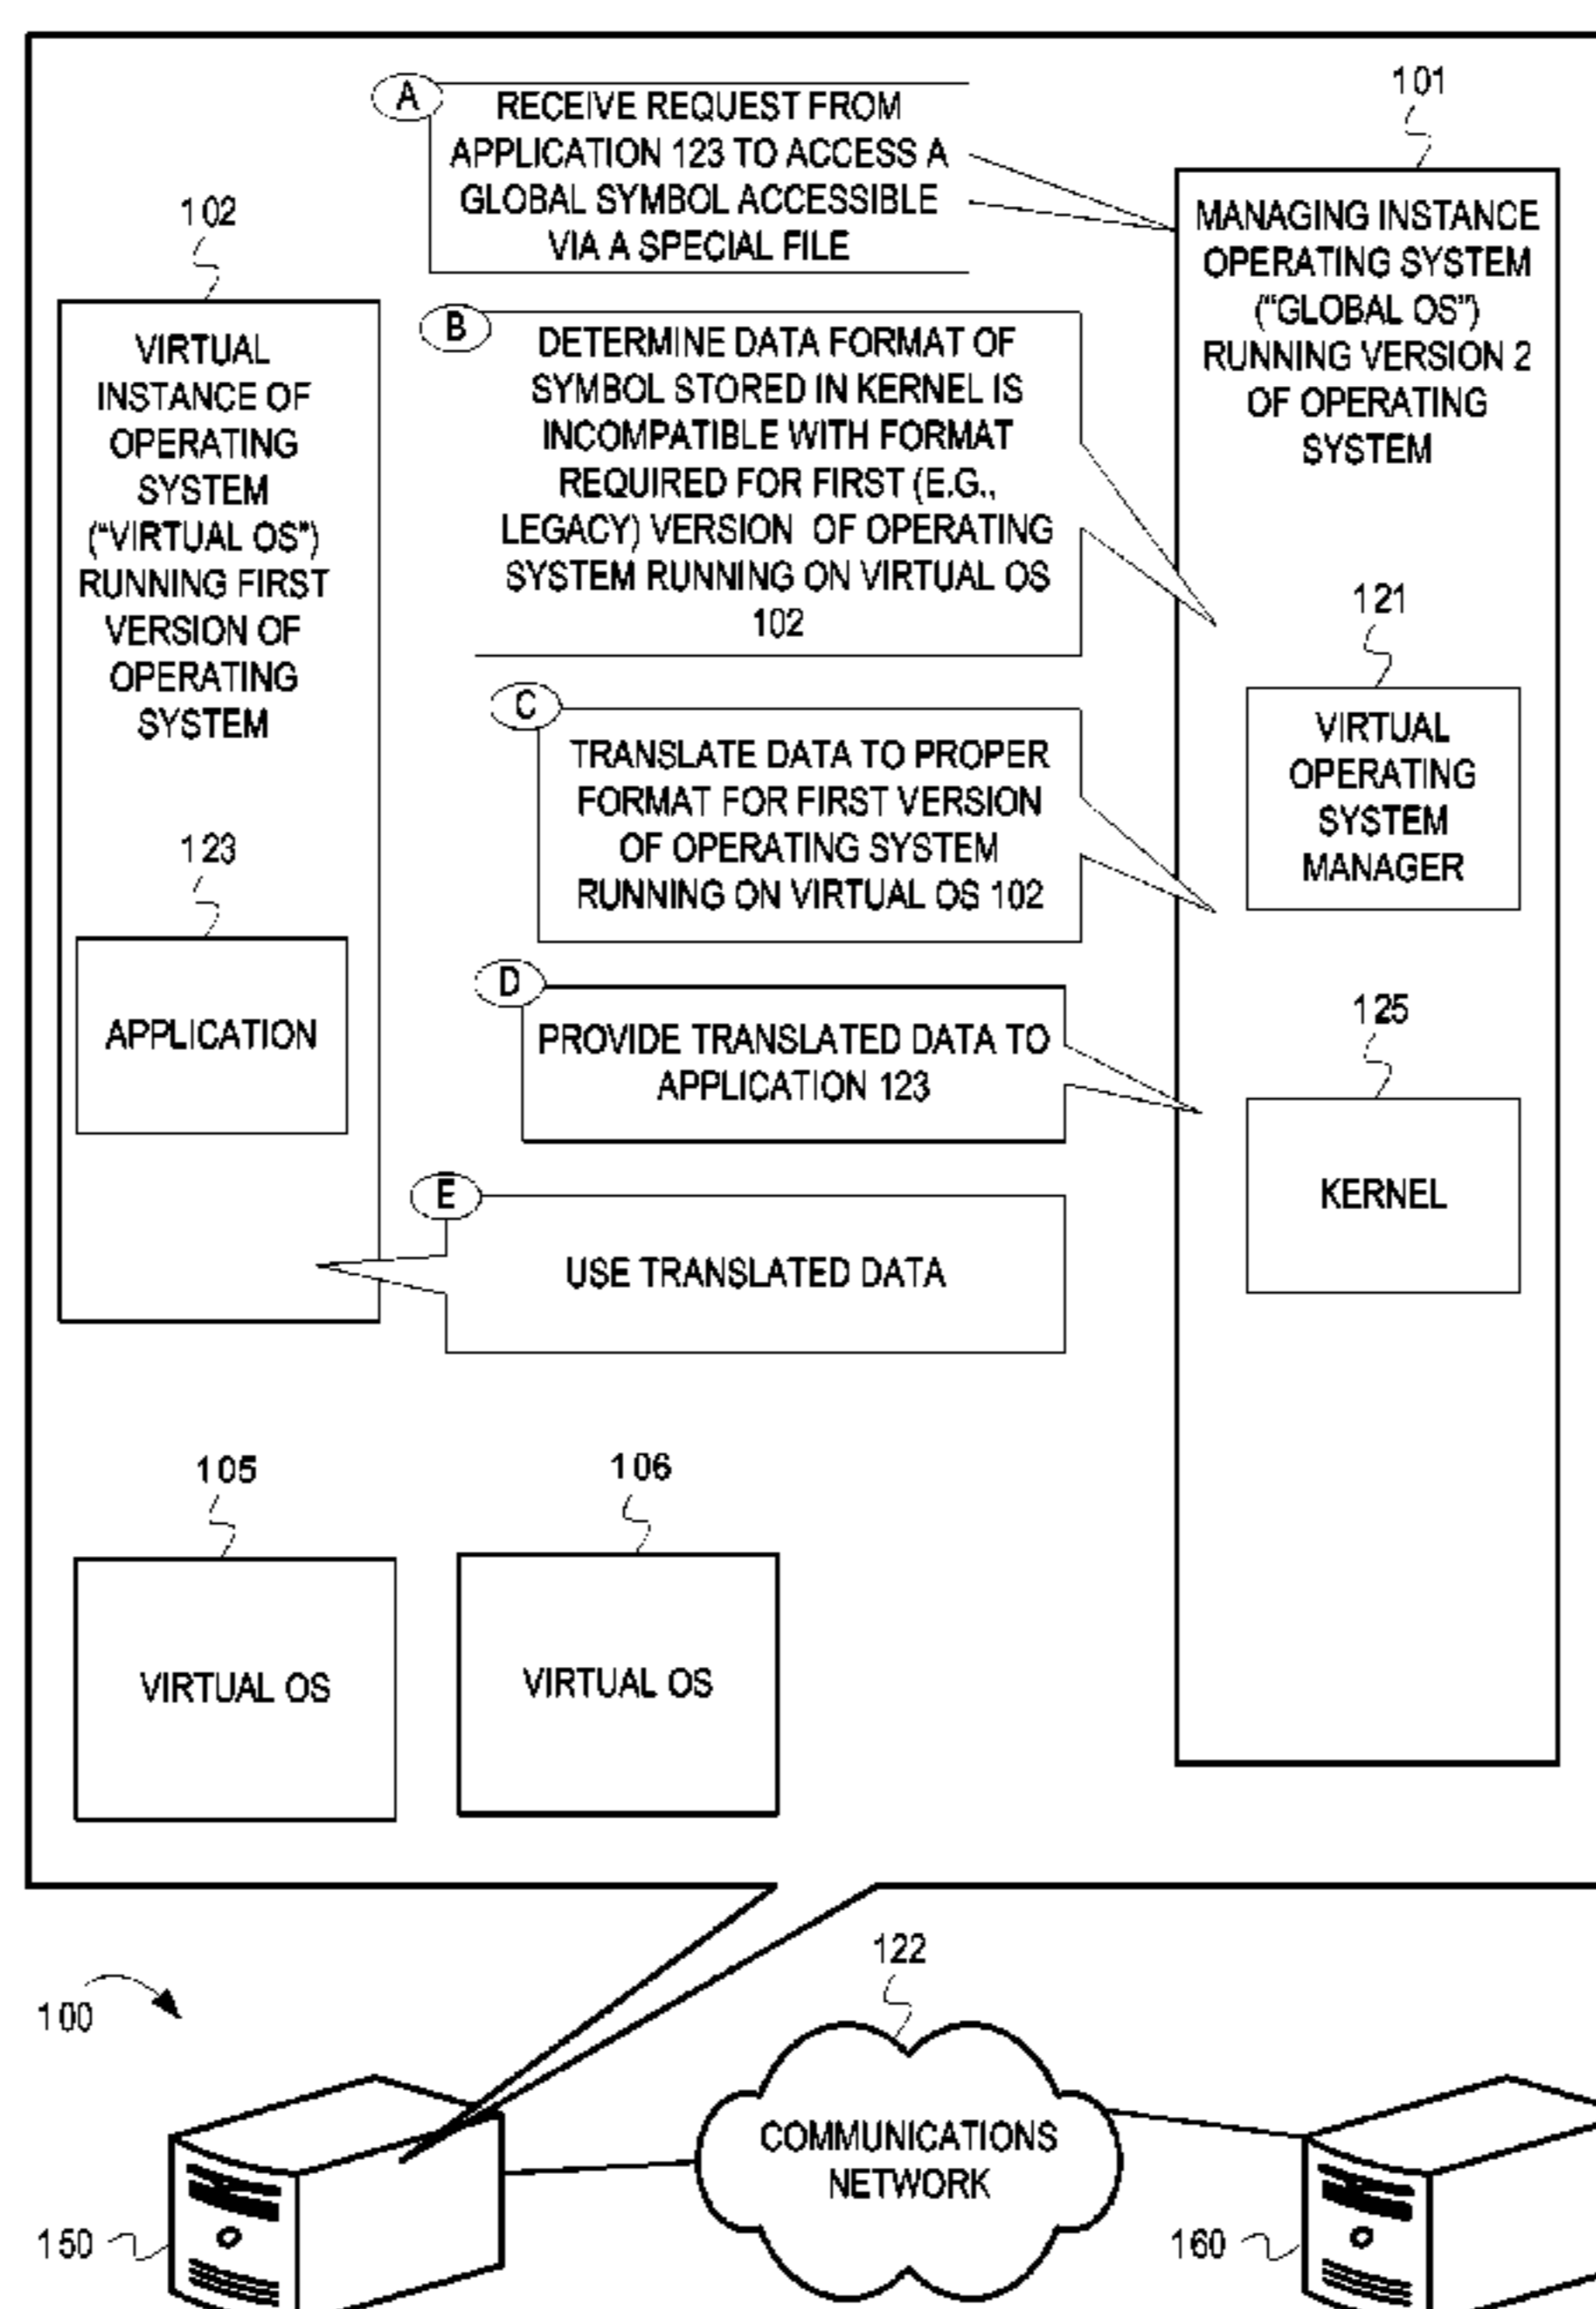 A
RECEIVE REQUEST FROM
APPLICATION 123 TO ACCESS A
GLOBAL SYMBOL ACCESSIBLE
VIA A SPECIAL FILE
101
MANAGING INSTANCE
OPERATING SYSTEM
(“GLOBAL OS”)
RUNNING VERSION 2
OF OPERATING
SYSTEM
102
VIRTUAL
INSTANCE OF
OPERATING
SYSTEM
(“VIRTUAL OS”)
RUNNING FIRST
VERSION OF
OPERATING
SYSTEM
B
DETERMINE DATA FORMAT OF
SYMBOL STORED IN KERNEL IS
INCOMPATIBLE WITH FORMAT
REQUIRED FOR FIRST (E.G.,
LEGACY) VERSION OF OPERATING
SYSTEM RUNNING ON VIRTUAL OS
102
121
VIRTUAL
OPERATING
SYSTEM
MANAGER
C
TRANSLATE DATA TO PROPER
FORMAT FOR FIRST VERSION
OF OPERATING SYSTEM
RUNNING ON VIRTUAL OS 102
123
APPLICATION
D
PROVIDE TRANSLATED DATA TO
APPLICATION 123
125
KERNEL
E
USE TRANSLATED DATA
105
VIRTUAL OS
106
VIRTUAL OS
100
122
COMMUNICATIONS
NETWORK
150
160